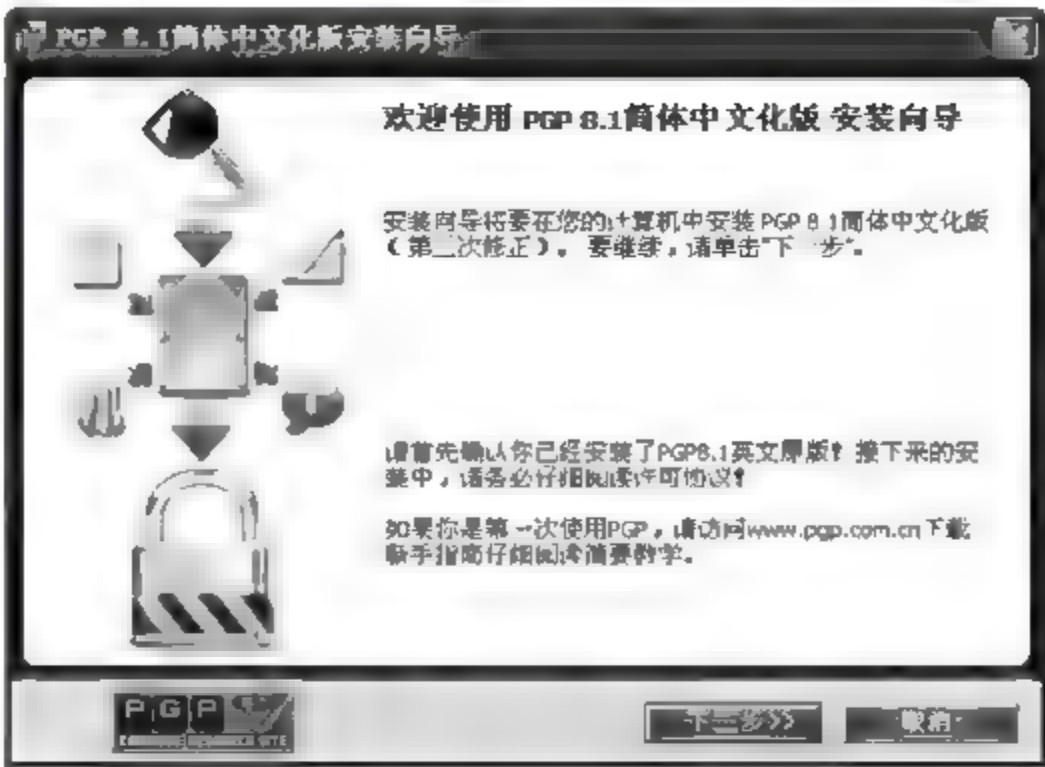 PGP 8.1简体中文化版安装向导
欢迎使用 PGP 8.1简体中文化版 安装向导
安装向导将要在您的计算机中安装 PGP 8.1简体中文化版
(第二次修正)。要继续,请单击"下一步"。
请首先确认你已经安装了PGP8.1英文原版!接下来的安
装中,请务必仔细阅读许可协议!
如果你是第一次使用PGP,请访问www.pgp.com.cn下载
新手指南仔细阅读简要教学。
PGP
下一步>>
取消